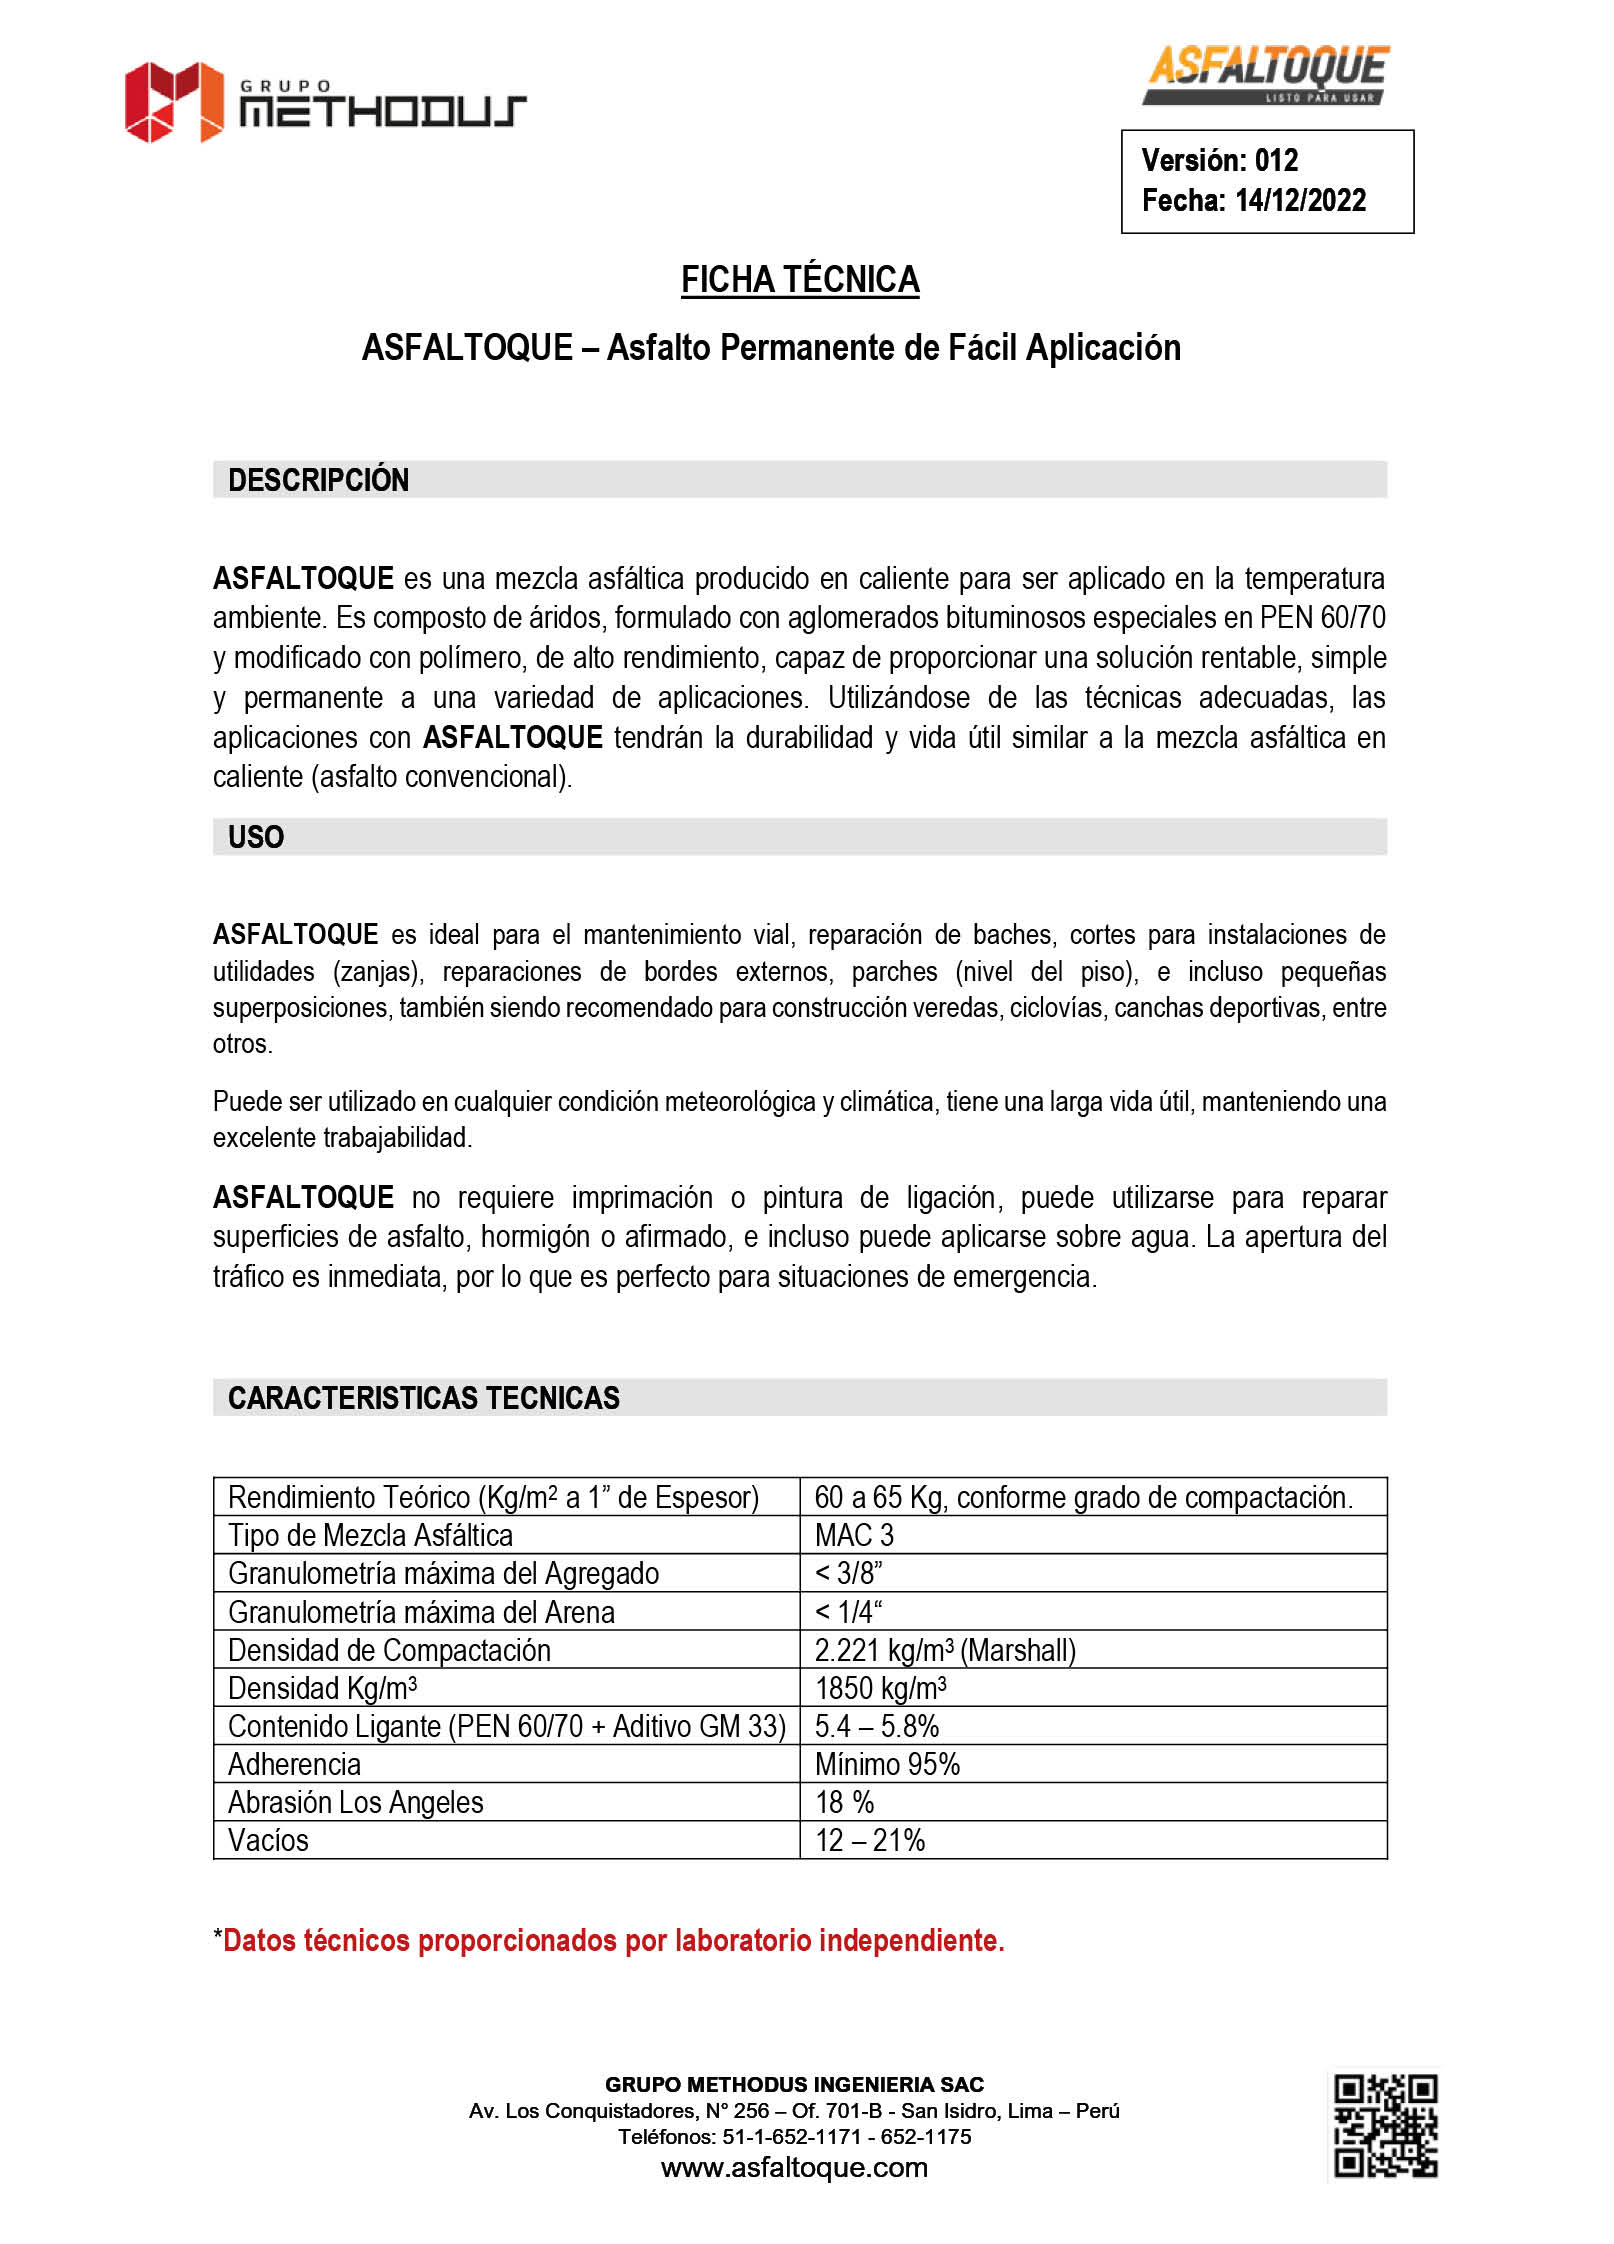 GRUPO
METHODUS
ASFALTOQUE
LISTO PARA USAR
Versión: 012
Fecha: 14/12/2022
FICHA TÉCNICA
ASFALTOQUE – Asfalto Permanente de Fácil Aplicación
DESCRIPCIÓN
ASFALTOQUE es una mezcla asfáltica producido en caliente para ser aplicado en la temperatura
ambiente. Es composto de áridos, formulado con aglomerados bituminosos especiales en PEN 60/70
y modificado con polímero, de alto rendimiento, capaz de proporcionar una solución rentable, simple
y permanente a una variedad de aplicaciones. Utilizándose de las técnicas adecuadas, las
aplicaciones con ASFALTOQUE tendrán la durabilidad y vida útil similar a la mezcla asfáltica en
caliente (asfalto convencional).
USO
ASFALTOQUE es ideal para el mantenimiento vial, reparación de baches, cortes para instalaciones de
utilidades (zanjas), reparaciones de bordes externos, parches (nivel del piso), e incluso pequeñas
superposiciones, también siendo recomendado para construcción veredas, ciclovías, canchas deportivas, entre
otros.
Puede ser utilizado en cualquier condición meteorológica y climática, tiene una larga vida útil, manteniendo una
excelente trabajabilidad.
ASFALTOQUE no requiere imprimación o pintura de ligación, puede utilizarse para reparar
superficies de asfalto, hormigón o afirmado, e incluso puede aplicarse sobre agua. La apertura del
tráfico es inmediata, por lo que es perfecto para situaciones de emergencia.
CARACTERISTICAS TECNICAS
Rendimiento Teórico (Kg/m² a 1” de Espesor) 60 a 65 Kg, conforme grado de compactación.
Tipo de Mezcla Asfáltica MAC 3
Granulometría máxima del Agregado < 3/8”
Granulometría máxima del Arena < 1/4“
Densidad de Compactación 2.221 kg/m³ (Marshall)
Densidad Kg/m³ 1850 kg/m³
Contenido Ligante (PEN 60/70 + Aditivo GM 33) 5.4 – 5.8%
Adherencia Mínimo 95%
Abrasión Los Angeles 18 %
Vacíos 12 – 21%
*Datos técnicos proporcionados por laboratorio independiente.
GRUPO METHODUS INGENIERIA SAC
Av. Los Conquistadores, N° 256 – Of. 701-B - San Isidro, Lima – Perú
Teléfonos: 51-1-652-1171 - 652-1175
www.asfaltoque.com